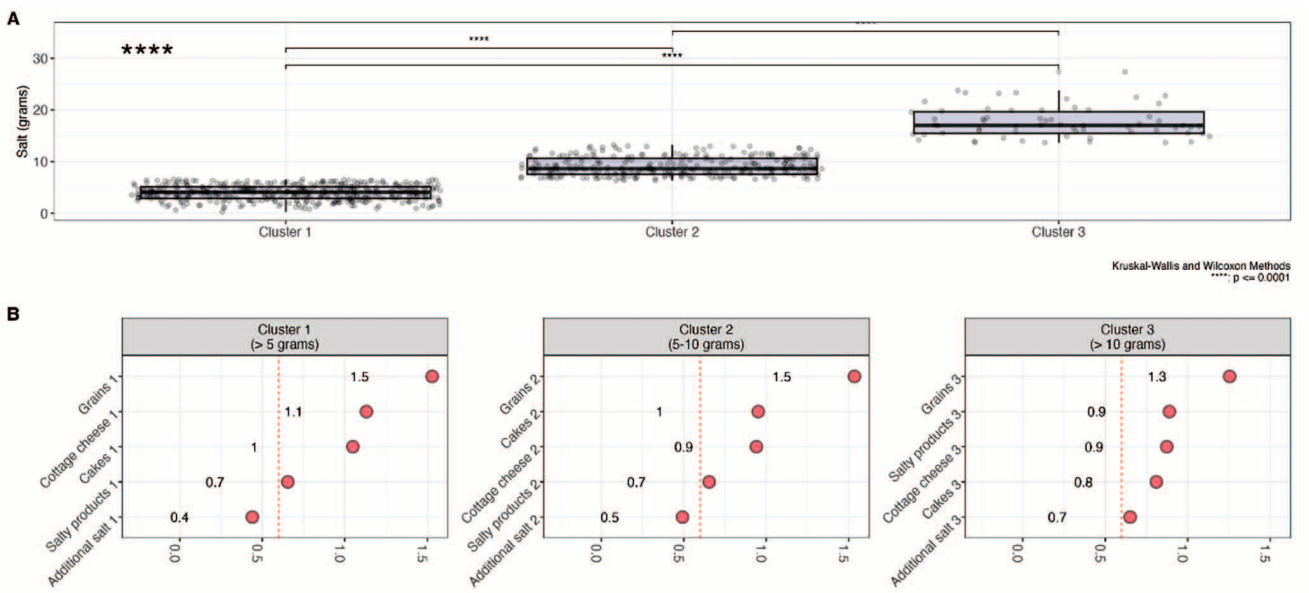 A
****
****
****
****
Salt (grams)
30
20
10
0
Cluster 1
Cluster 2
Cluster 3
Kruskal-Wallis and Wilcoxon Methods
****: p <= 0.0001
B
Cluster 1
(> 5 grams)
Grains 1
1.5
Cottage cheese 1
1.1
Cakes 1
1
Salty products 1
0.7
Additional salt 1
0.4
0.0
0.5
1.0
1.5
Cluster 2
(5-10 grams)
Grains 2
1.5
Cakes 2
1
Cottage cheese 2
0.9
Salty products 2
0.7
Additional salt 2
0.5
0.0
0.5
1.0
1.5
Cluster 3
(> 10 grams)
Grains 3
1.3
Salty products 3
0.9
Cottage cheese 3
0.9
Cakes 3
0.8
Additional salt 3
0.7
0.0
0.5
1.0
1.5